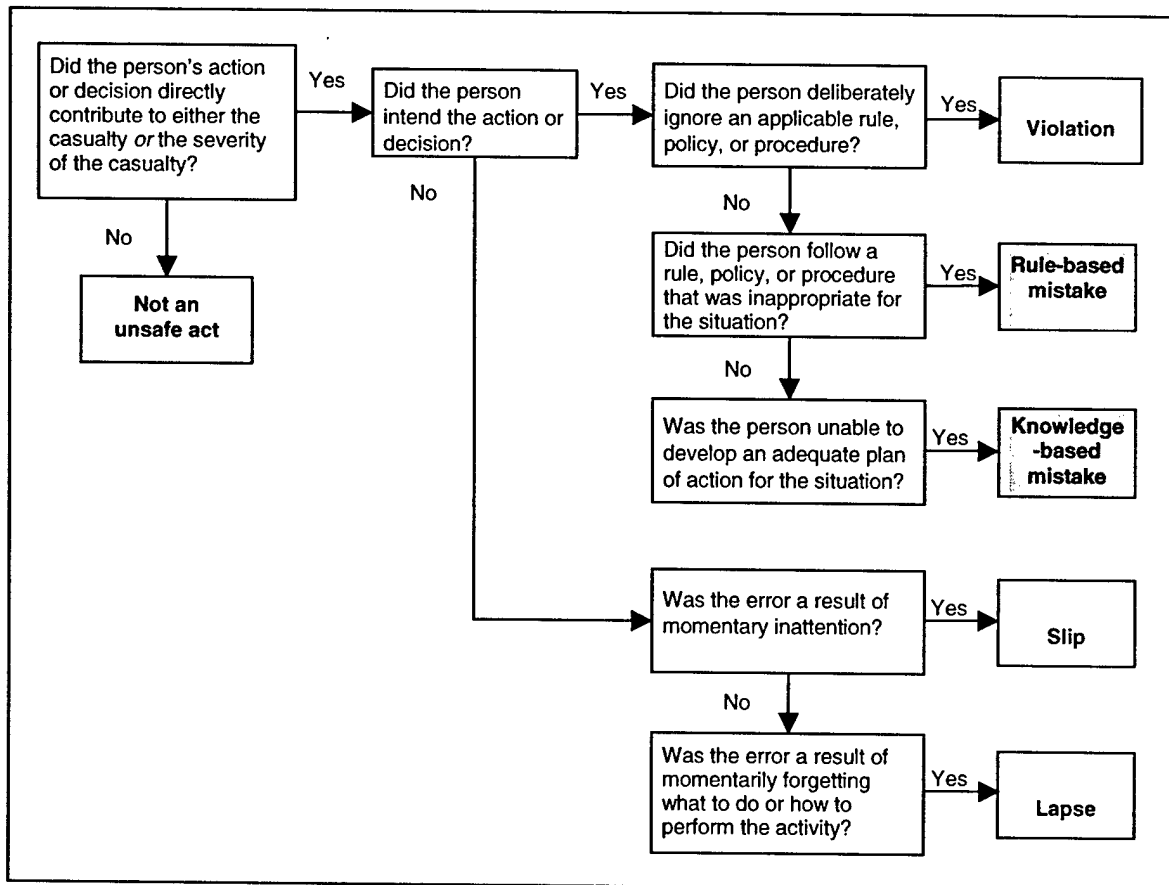 Did the person's action
or decision directly
contribute to either the
casualty or the severity
of the casualty?
Yes
Did the person
intend the action or
decision?
Yes
Did the person deliberately
ignore an applicable rule,
policy, or procedure?
Yes
Violation
No
Not an
unsafe act
No
No
Did the person follow a
rule, policy, or procedure
that was inappropriate for
the situation?
Yes
Rule-based
mistake
No
Was the person unable to
develop an adequate plan
of action for the situation?
Yes
Knowledge
-based
mistake
Was the error a result of
momentary inattention?
Yes
Slip
No
Was the error a result of
momentarily forgetting
what to do or how to
perform the activity?
Yes
Lapse